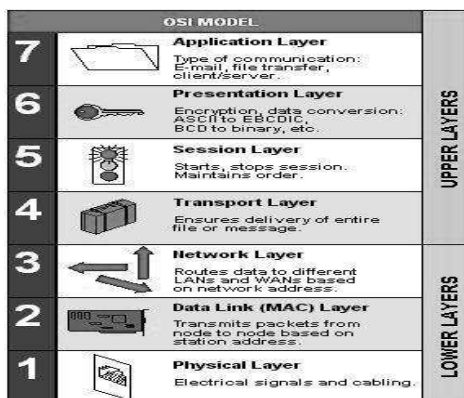 OSI MODEL
7
Application Layer
Type of communication:
E-mail, file transfer,
client/server.
6
Presentation Layer
Encryption, data conversion:
ASCII to EBCDIC,
BCD to binary, etc.
5
Session Layer
Starts, stops session.
Maintains order.
4
Transport Layer
Ensures delivery of entire
file or message.
3
Network Layer
Routes data to different
LANs and WANs based
on network address.
2
Data Link (MAC) Layer
Transmits packets from
node to node based on
station address.
1
Physical Layer
Electrical signals and cabling.
UPPER LAYERS
LOWER LAYERS